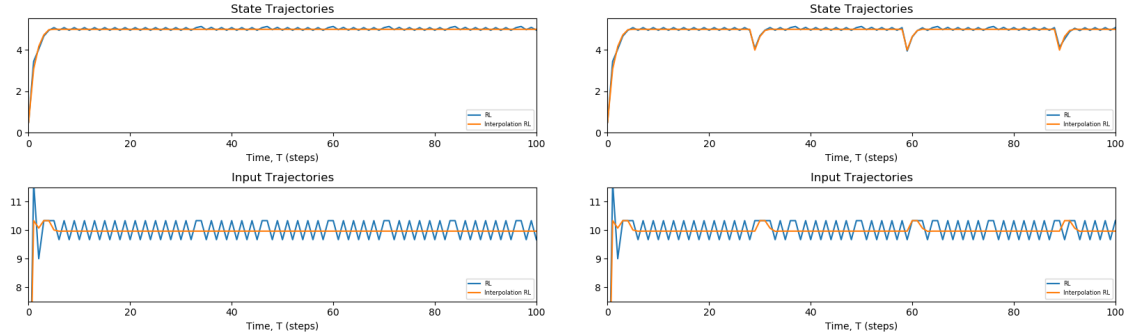 State Trajectories
4
2
0
RL
Interpolation RL
0 20 40 60 80 100
Time, T (steps)
State Trajectories
4
2
0
RL
Interpolation RL
0 20 40 60 80 100
Time, T (steps)
Input Trajectories
11
10
9
8
RL
Interpolation RL
0 20 40 60 80 100
Time, T (steps)
Input Trajectories
11
10
9
8
RL
Interpolation RL
0 20 40 60 80 100
Time, T (steps)